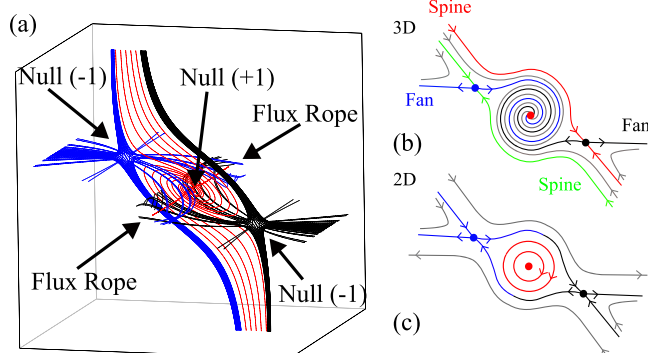 (a)
Null (-1)
Null (+1)
Flux Rope
Flux Rope
Null (-1)
3D
Spine
Fan
Fan
(b)
Spine
2D
(c)